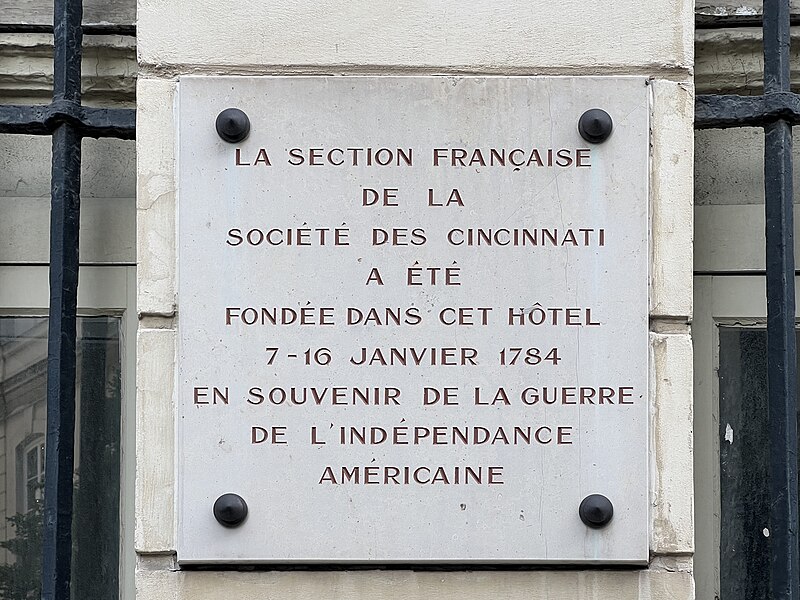 LA SECTION FRANÇAISE
DE LA
SOCIÉTÉ DES CINCINNATI
A ÉTÉ
FONDÉE DANS CET HÔTEL
7-16 JANVIER 1784
EN SOUVENIR DE LA GUERRE
DE L'INDÉPENDANCE
AMÉRICAINE